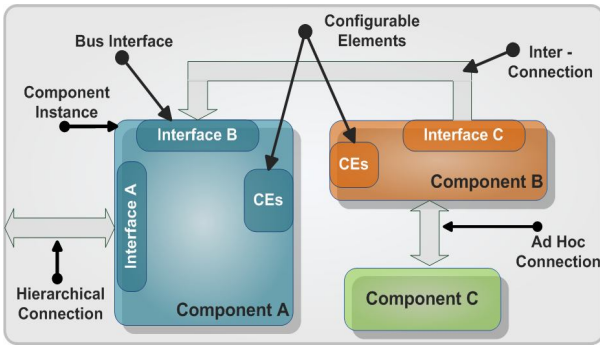 Configurable
Elements
Bus Interface
Inter -
Connection
Component
Instance
Interface B
Interface C
CEs
Component B
Interface A
CEs
Ad Hoc
Connection
Hierarchical
Connection
Component A
Component C